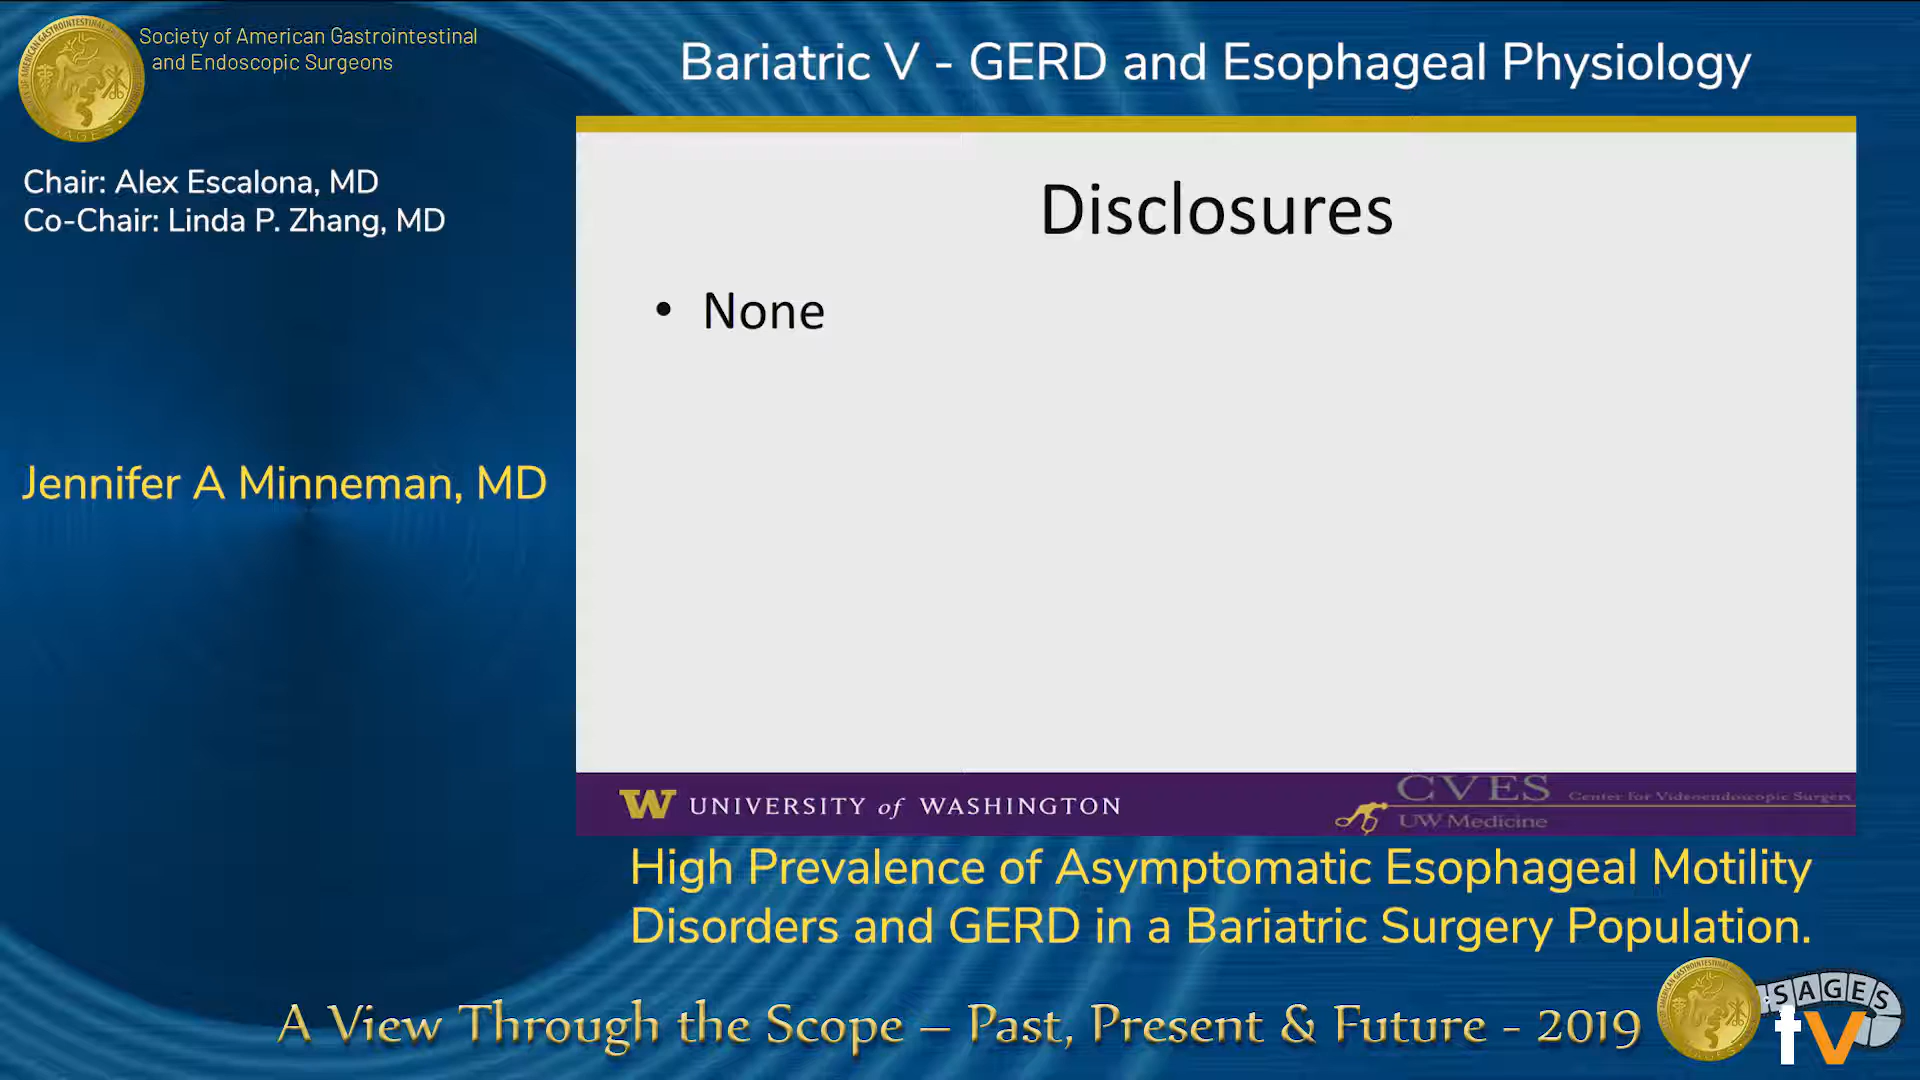 Society of American Gastrointestinal
and Endoscopic Surgeons
Bariatric V - GERD and Esophageal Physiology
Chair: Alex Escalona, MD
Co-Chair: Linda P. Zhang, MD
Jennifer A Minneman, MD
Disclosures
• None
W UNIVERSITY of WASHINGTON
CVES
Center for Videoendoscopic Surgery
UW Medicine
High Prevalence of Asymptomatic Esophageal Motility
Disorders and GERD in a Bariatric Surgery Population.
A View Through the Scope – Past, Present & Future - 2019
SAGES
tv